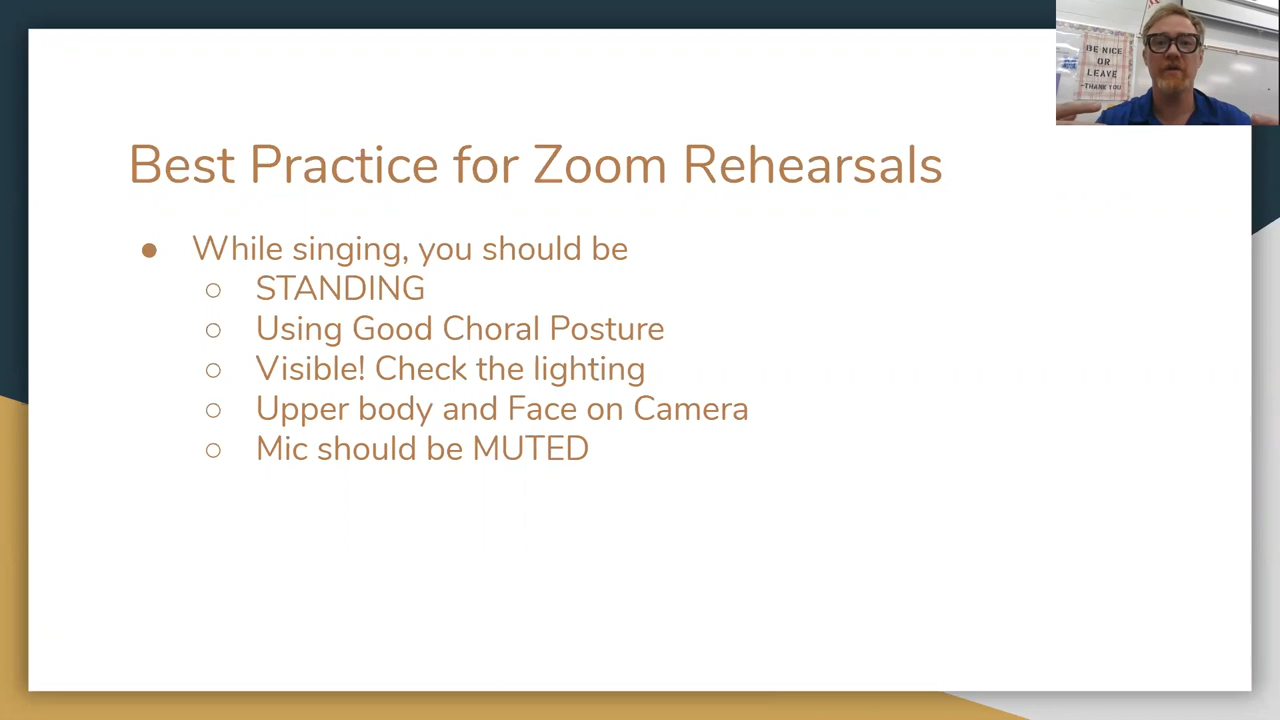 Best Practice for Zoom Rehearsals
● While singing, you should be
○ STANDING
○ Using Good Choral Posture
○ Visible! Check the lighting
○ Upper body and Face on Camera
○ Mic should be MUTED
BE NICE
OR
LEAVE
-THANK YOU